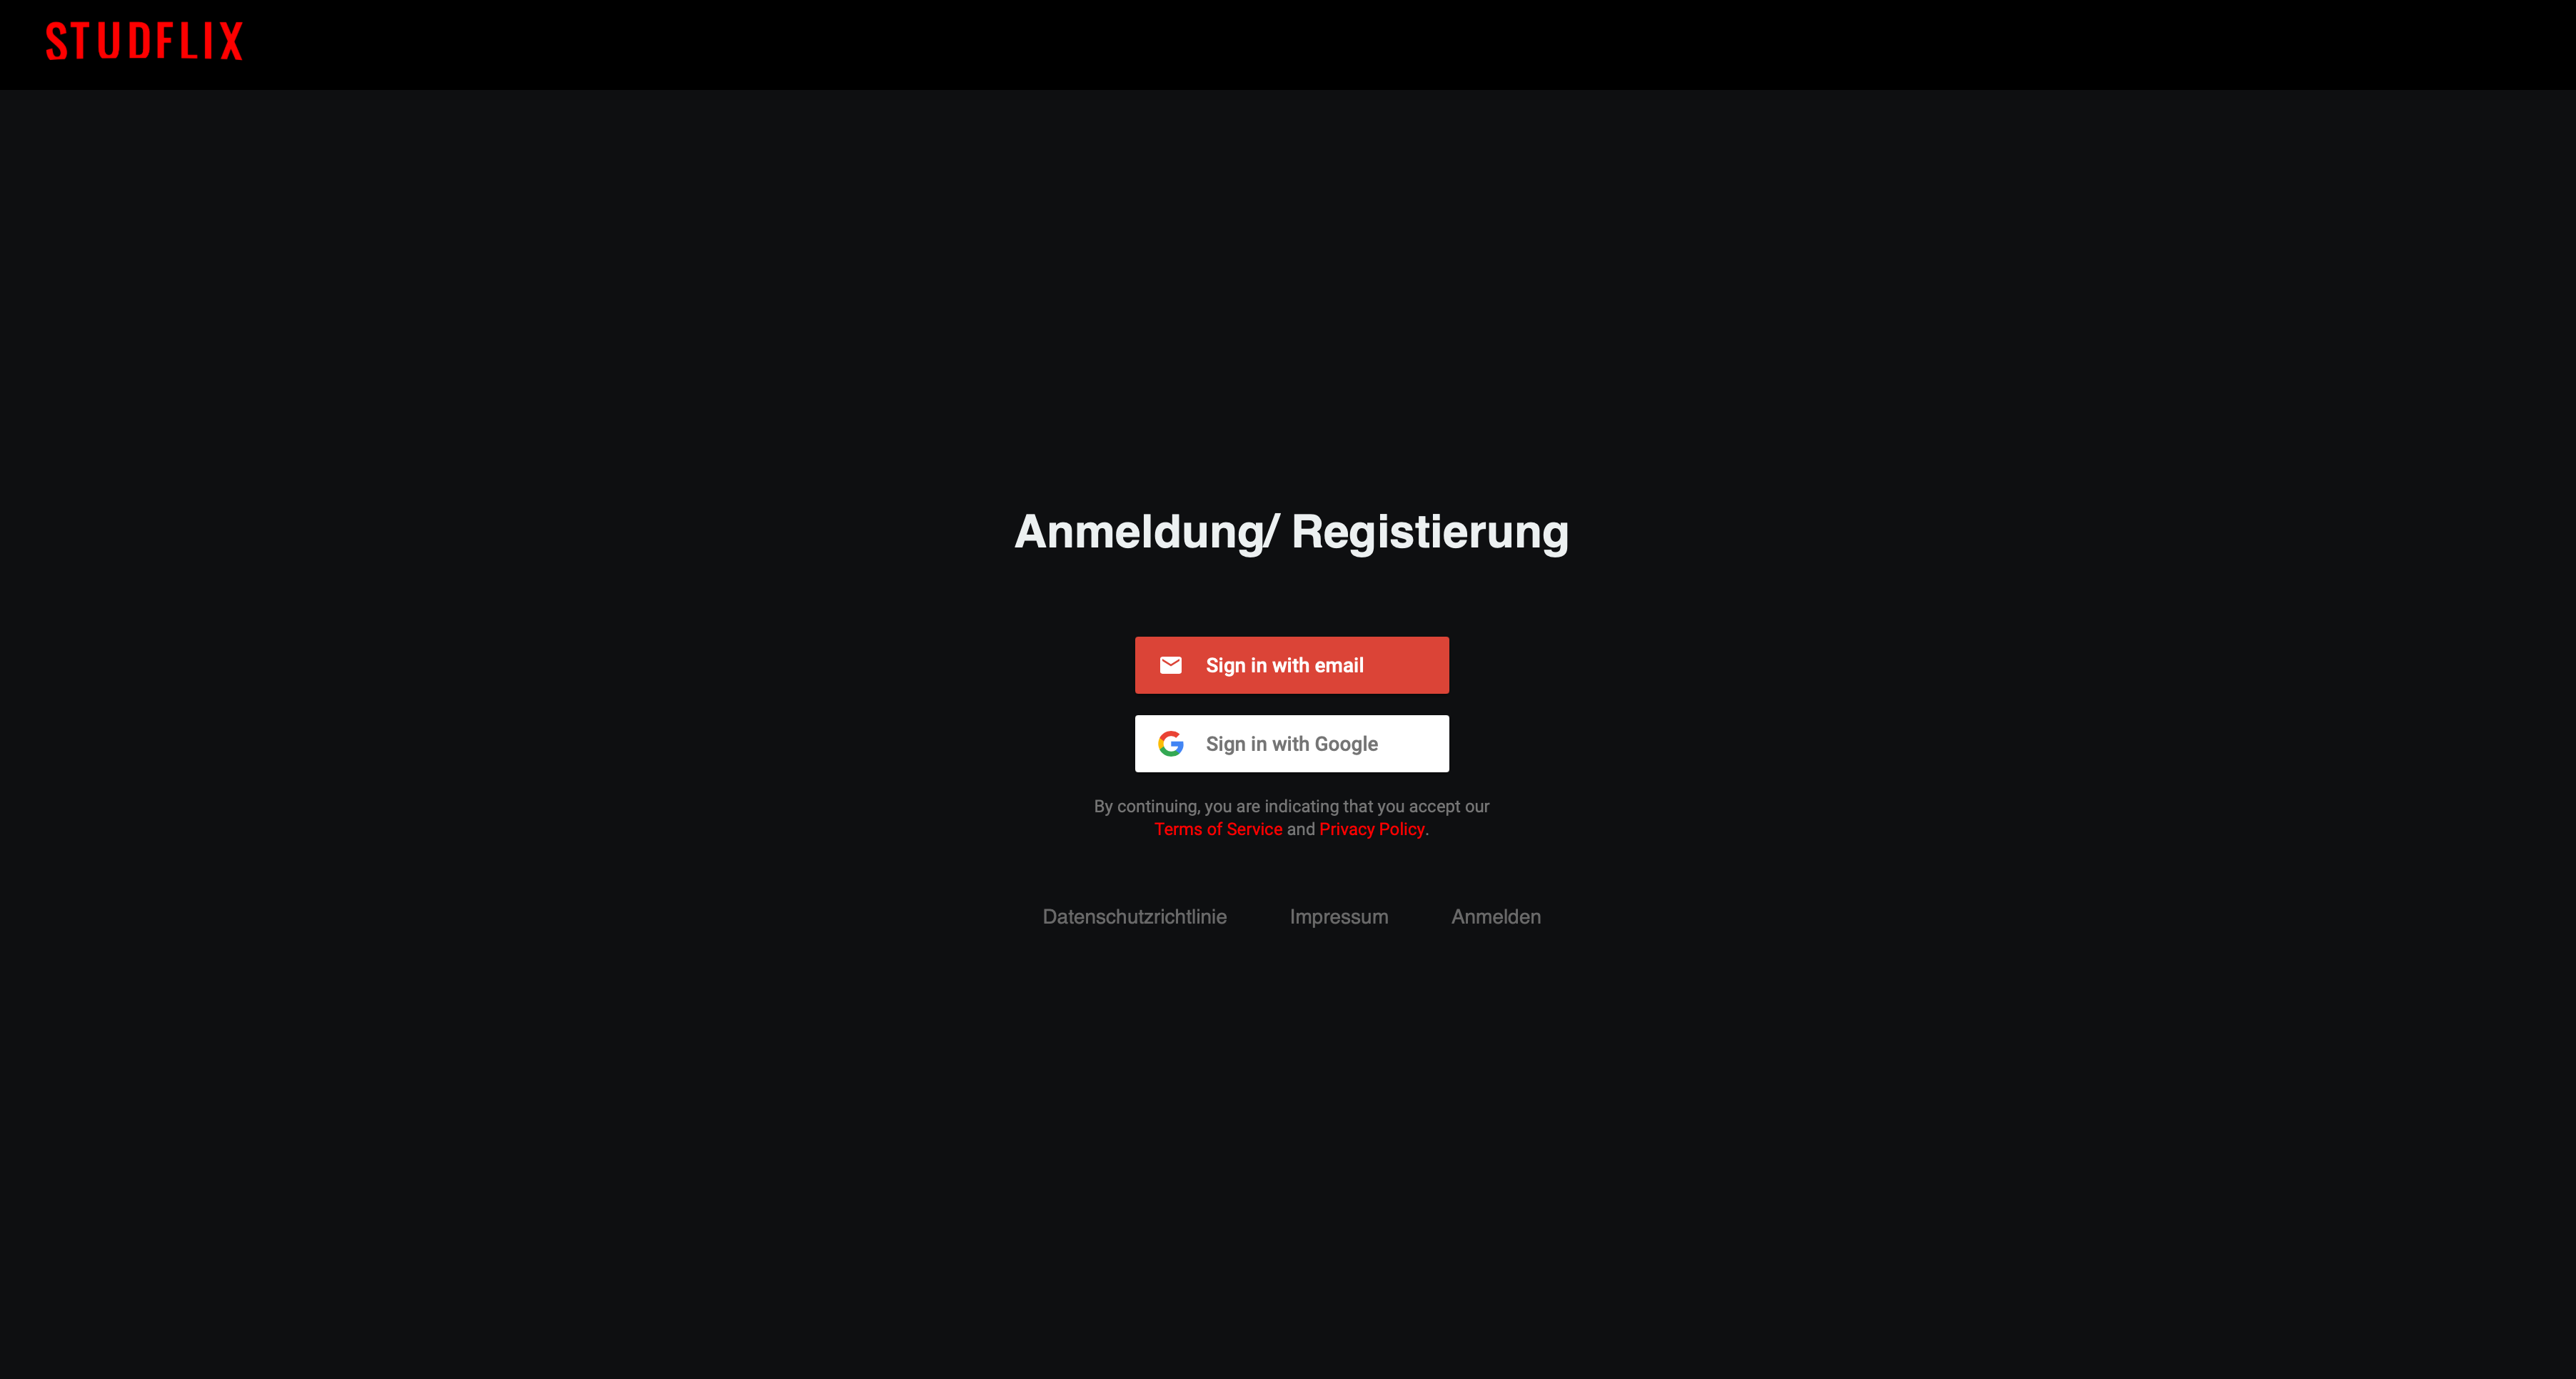 STUDFLIX
Anmeldung/ Registierung
Sign in with email
Sign in with Google
By continuing, you are indicating that you accept our
Terms of Service and Privacy Policy.
Datenschutzrichtlinie Impressum Anmelden